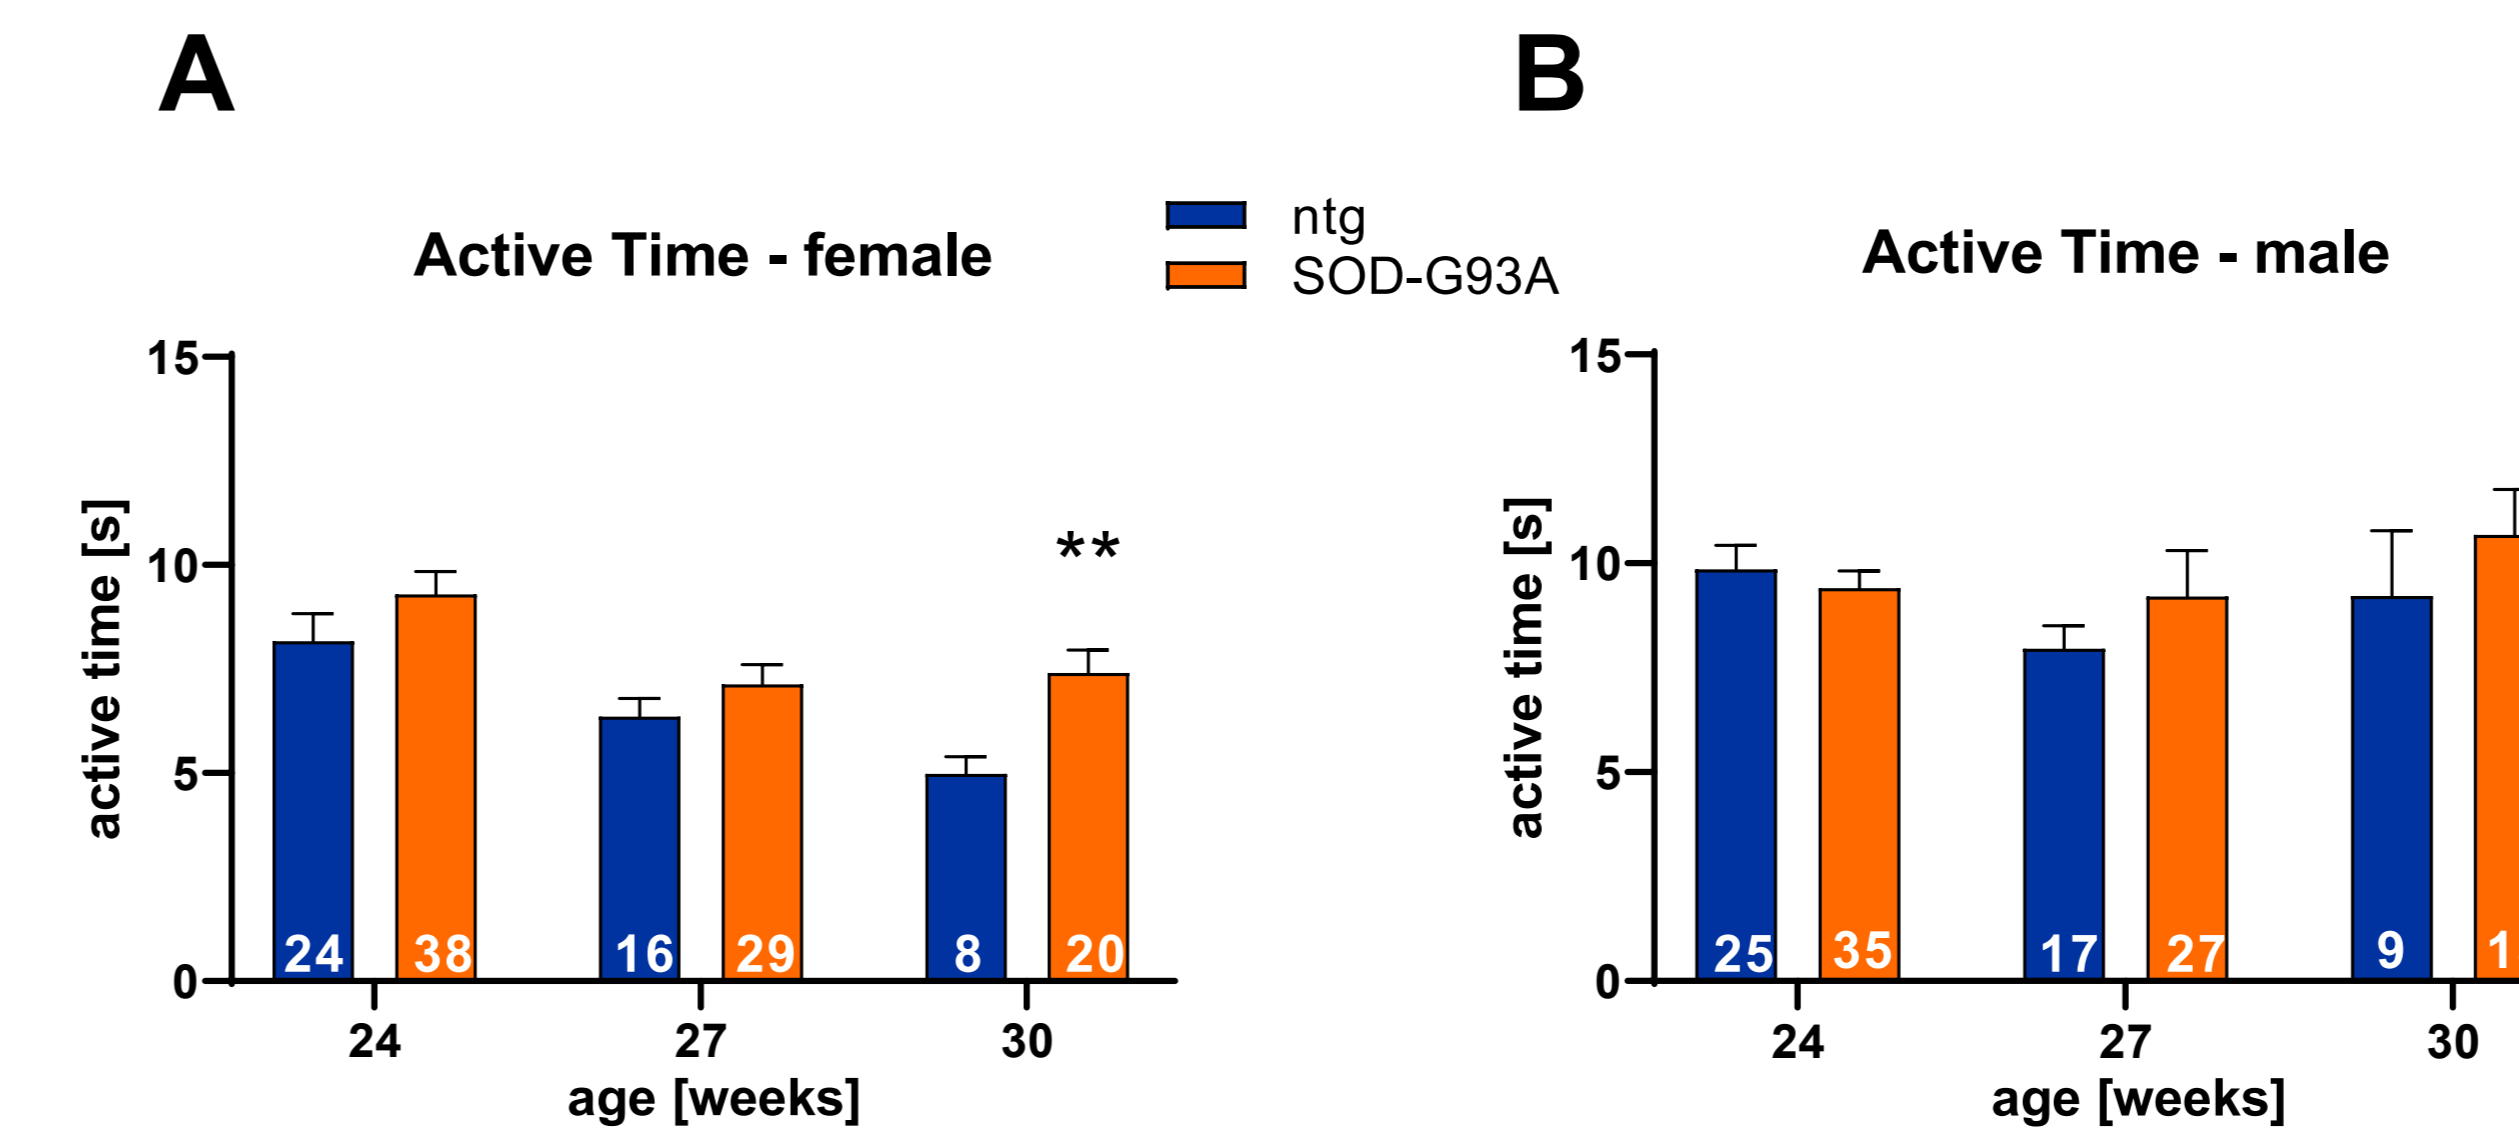 A
B
Active Time - female
ntg
SOD-G93A
Active Time - male
active time [s]
15
10
5
0
**
24 38 16 29 8 20
24 27 30
age [weeks]
active time [s]
15
10
5
0
25 35 17 27 9
24 27 30
age [weeks]